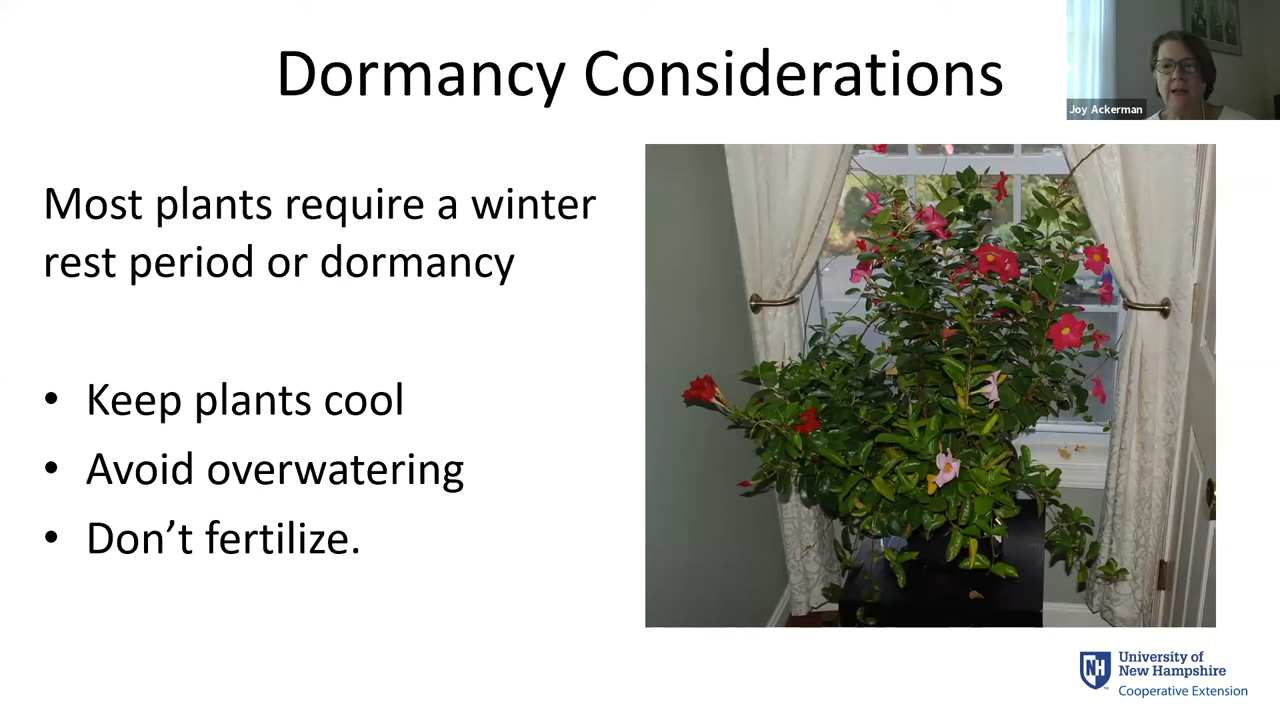 Dormancy Considerations
Joy Ackerman
Most plants require a winter
rest period or dormancy
• Keep plants cool
• Avoid overwatering
• Don’t fertilize.
NH
University of
New Hampshire
Cooperative Extension